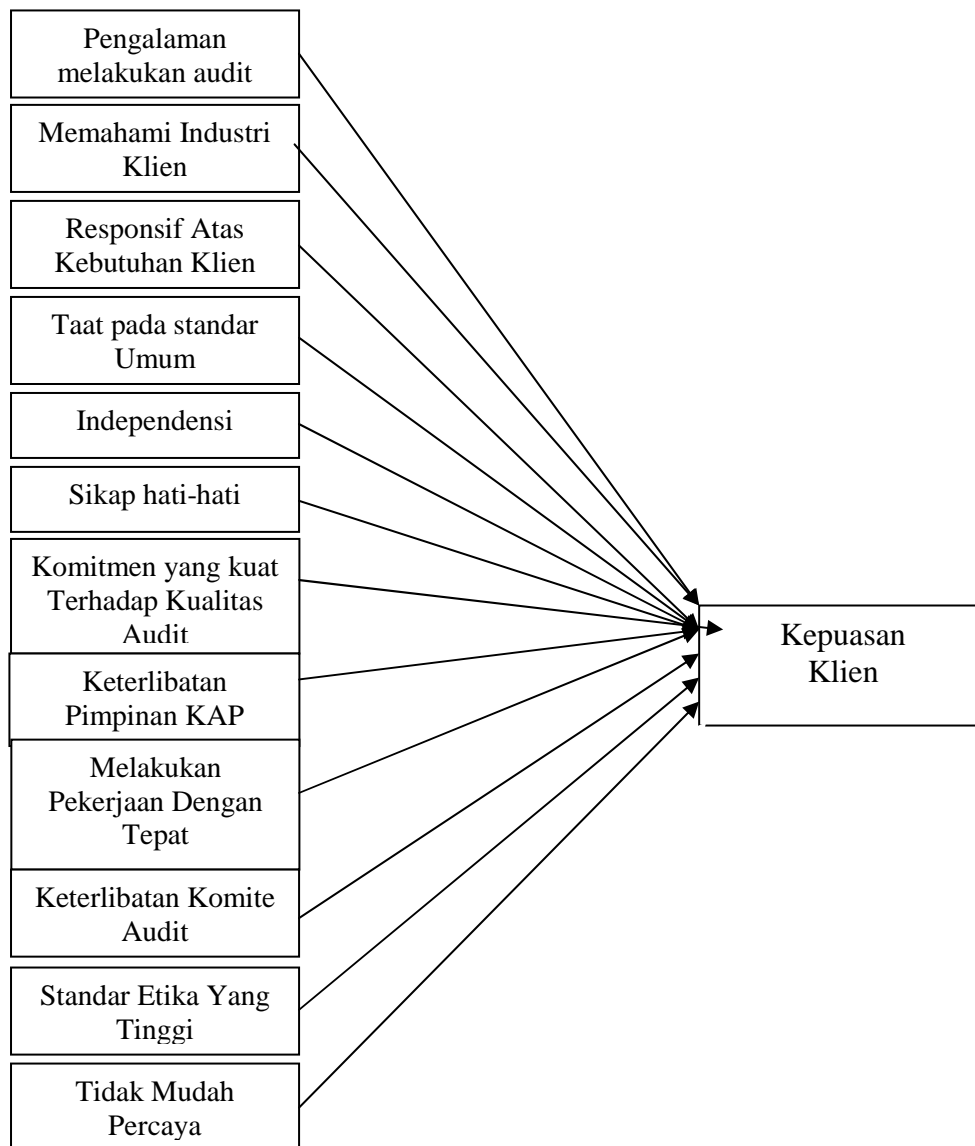 Pengalaman
melakukan audit
Memahami Industri
Klien
Responsif Atas
Kebutuhan Klien
Taat pada standar
Umum
Independensi
Sikap hati-hati
Komitmen yang kuat
Terhadap Kualitas
Audit
Keterlibatan
Pimpinan KAP
Melakukan
Pekerjaan Dengan
Tepat
Keterlibatan Komite
Audit
Standar Etika Yang
Tinggi
Tidak Mudah
Percaya
Kepuasan
Klien